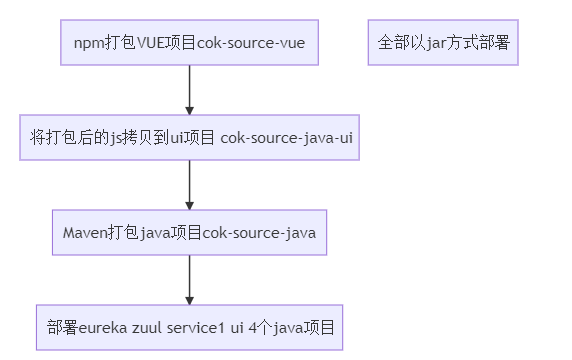 npm打包VUE项目cok-source-vue
全部以jar方式部署
将打包后的js拷贝到ui项目 cok-source-java-ui
Maven打包java项目cok-source-java
部署eureka zuul service1 ui 4个java项目